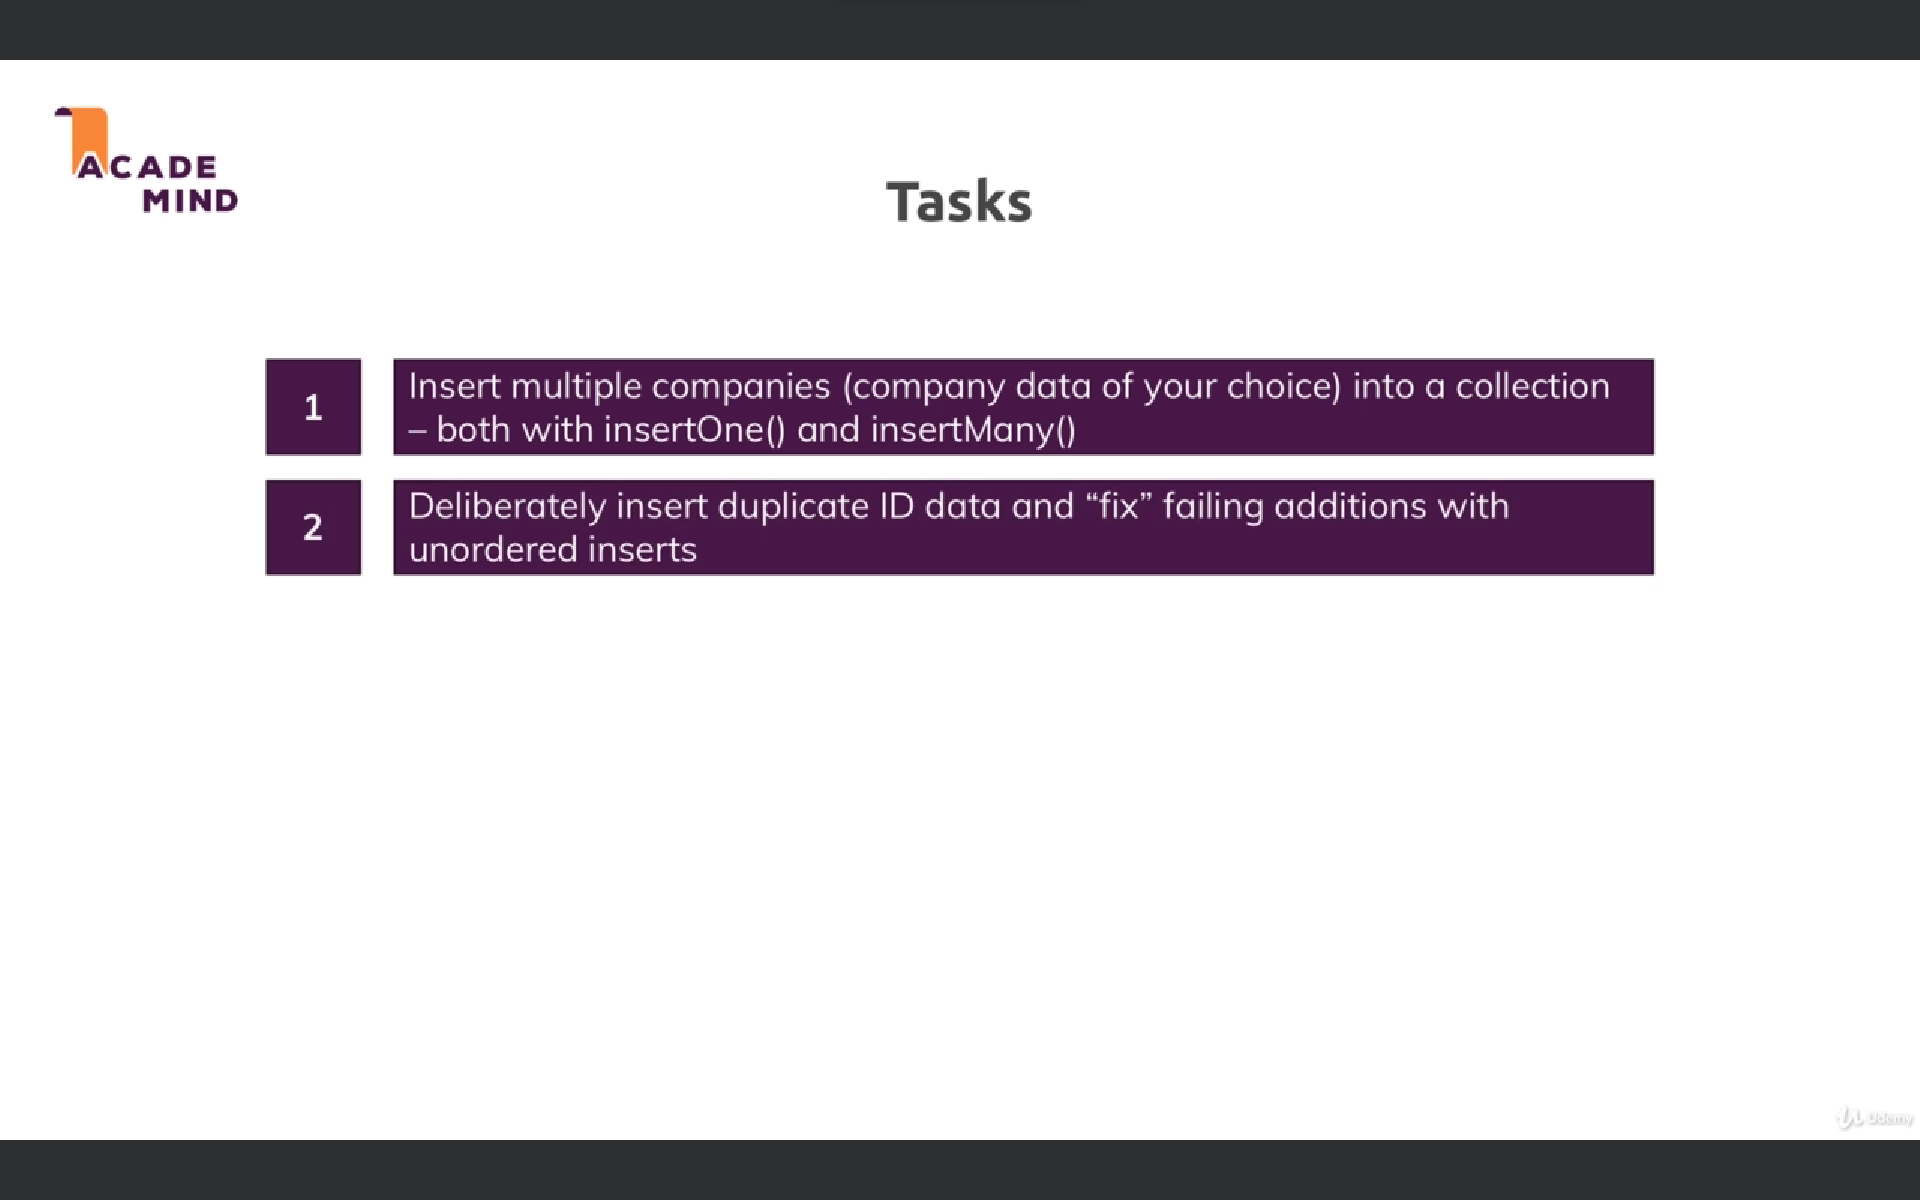 ACADE
MIND
Tasks
1
Insert multiple companies (company data of your choice) into a collection
– both with insertOne() and insertMany()
2
Deliberately insert duplicate ID data and “fix” failing additions with
unordered inserts
Udemy